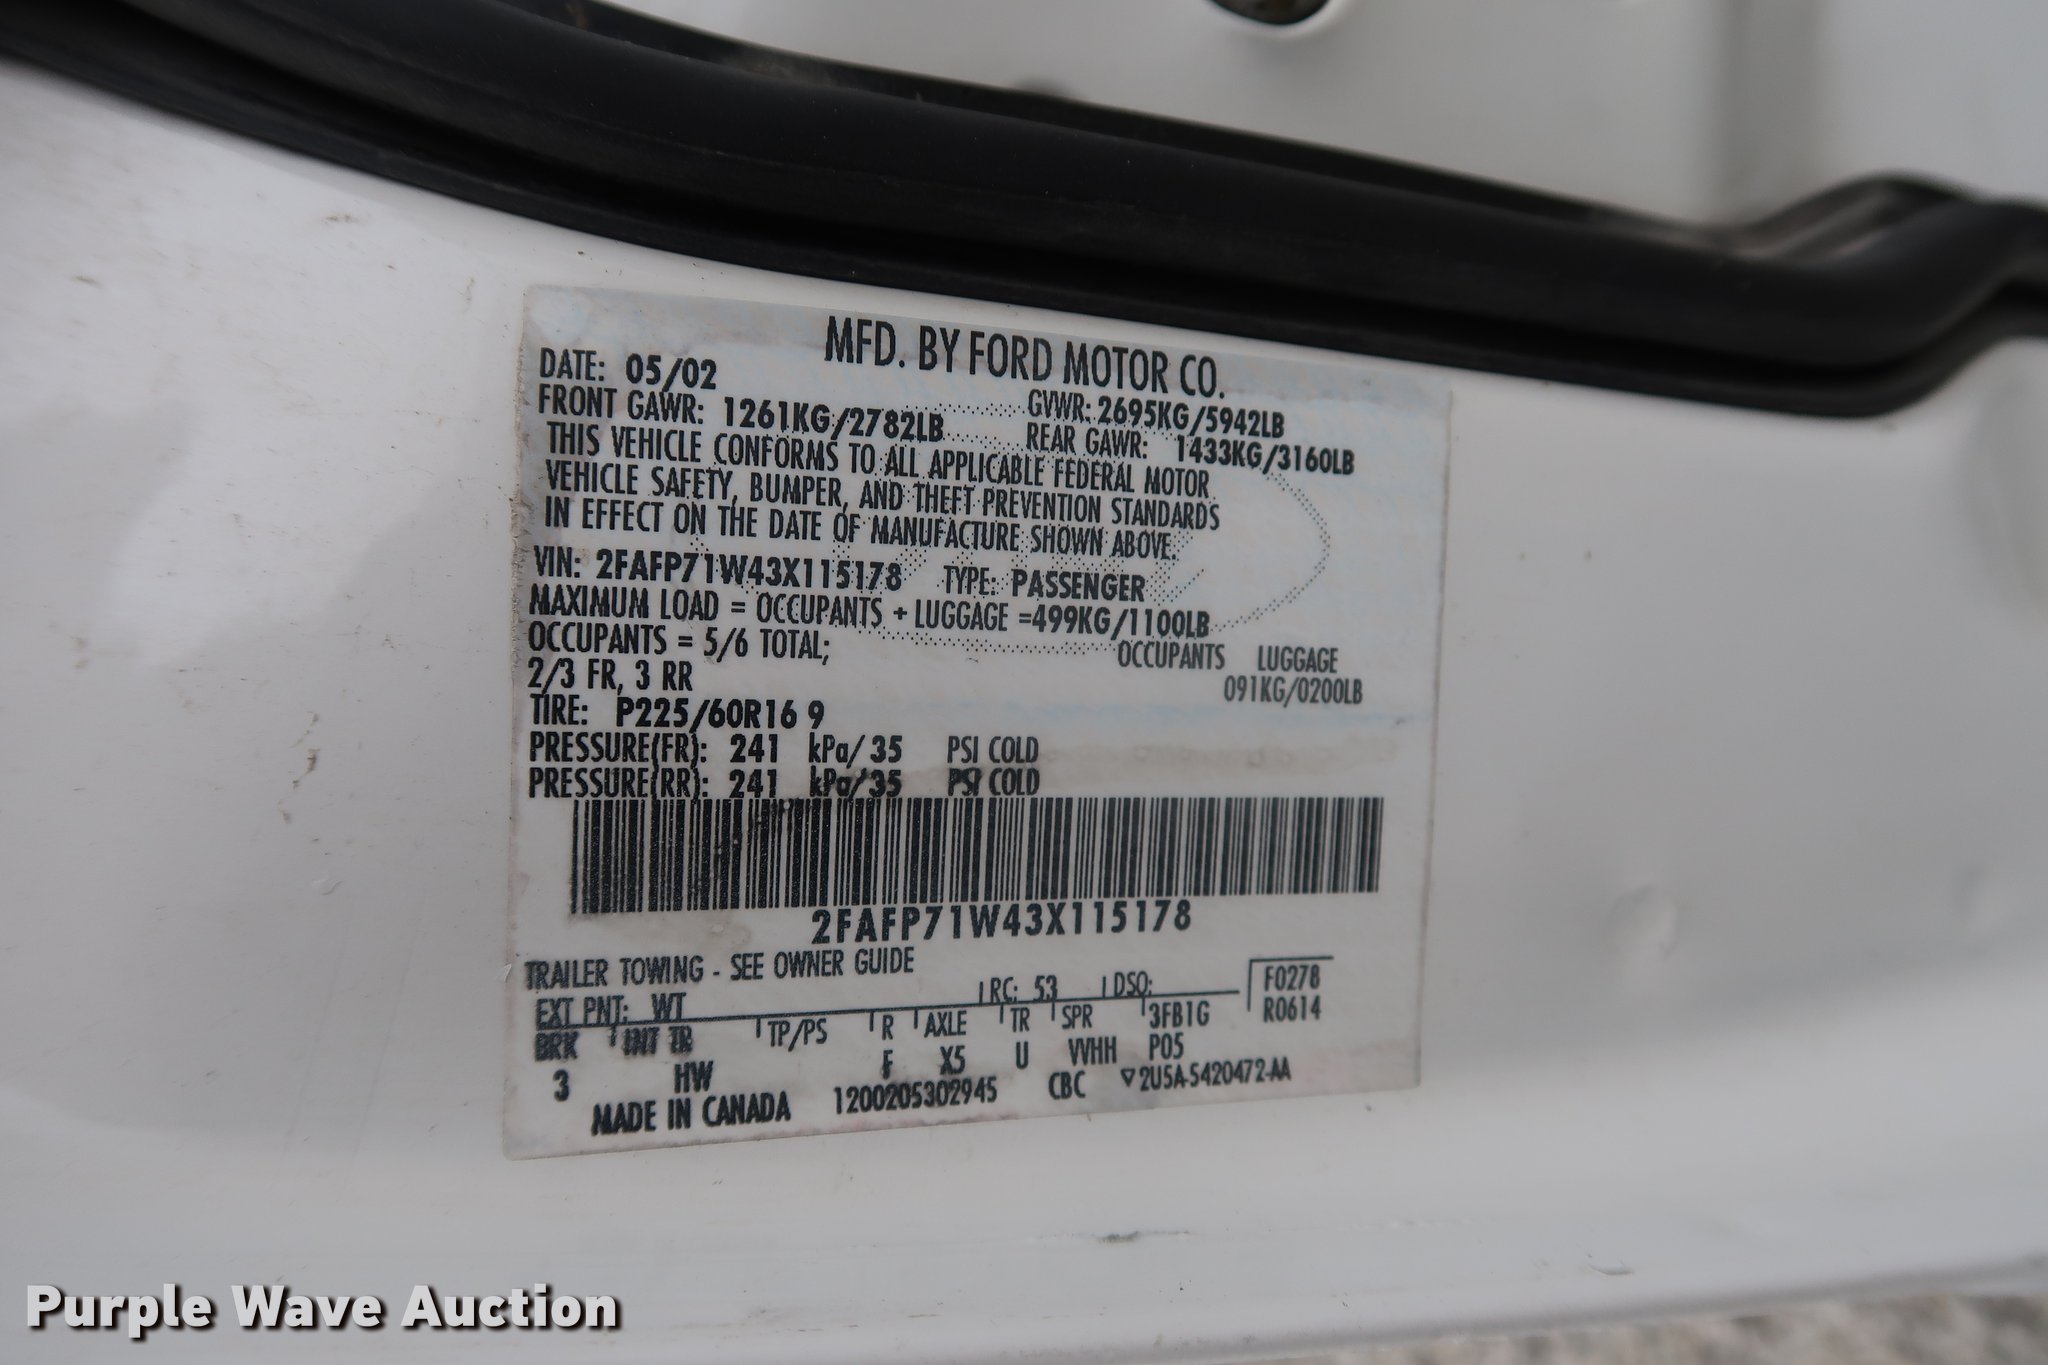 MFD. BY FORD MOTOR CO.
DATE: 05/02 GVWR: 2695KG/5942LB
FRONT GAWR: 1261KG/2782LB REAR GAWR: 1433KG/3160LB
THIS VEHICLE CONFORMS TO ALL APPLICABLE FEDERAL MOTOR
VEHICLE SAFETY, BUMPER, AND THEFT PREVENTION STANDARDS
IN EFFECT ON THE DATE OF MANUFACTURE SHOWN ABOVE.
VIN: 2FAFP71W43X115178 TYPE: PASSENGER
MAXIMUM LOAD = OCCUPANTS + LUGGAGE =499KG/1100LB
OCCUPANTS = 5/6 TOTAL; OCCUPANTS LUGGAGE
2/3 FR, 3 RR 091KG/0200LB
TIRE: P225/60R16 9
PRESSURE(FR): 241 kPa/ 35 PSI COLD
PRESSURE(RR): 241 kPa/35 PSI COLD
2FAFP71W43X115178
TRAILER TOWING - SEE OWNER GUIDE
EXT PNT: WT RC: 53 DSO: F0278
BRK INT TR TP/PS R AXLE TR SPR 3FB1G R0614
3 HW F X5 U VVHH P05
MADE IN CANADA 1200205302945 CBC ▽2U5A-5420472-AA
Purple Wave Auction